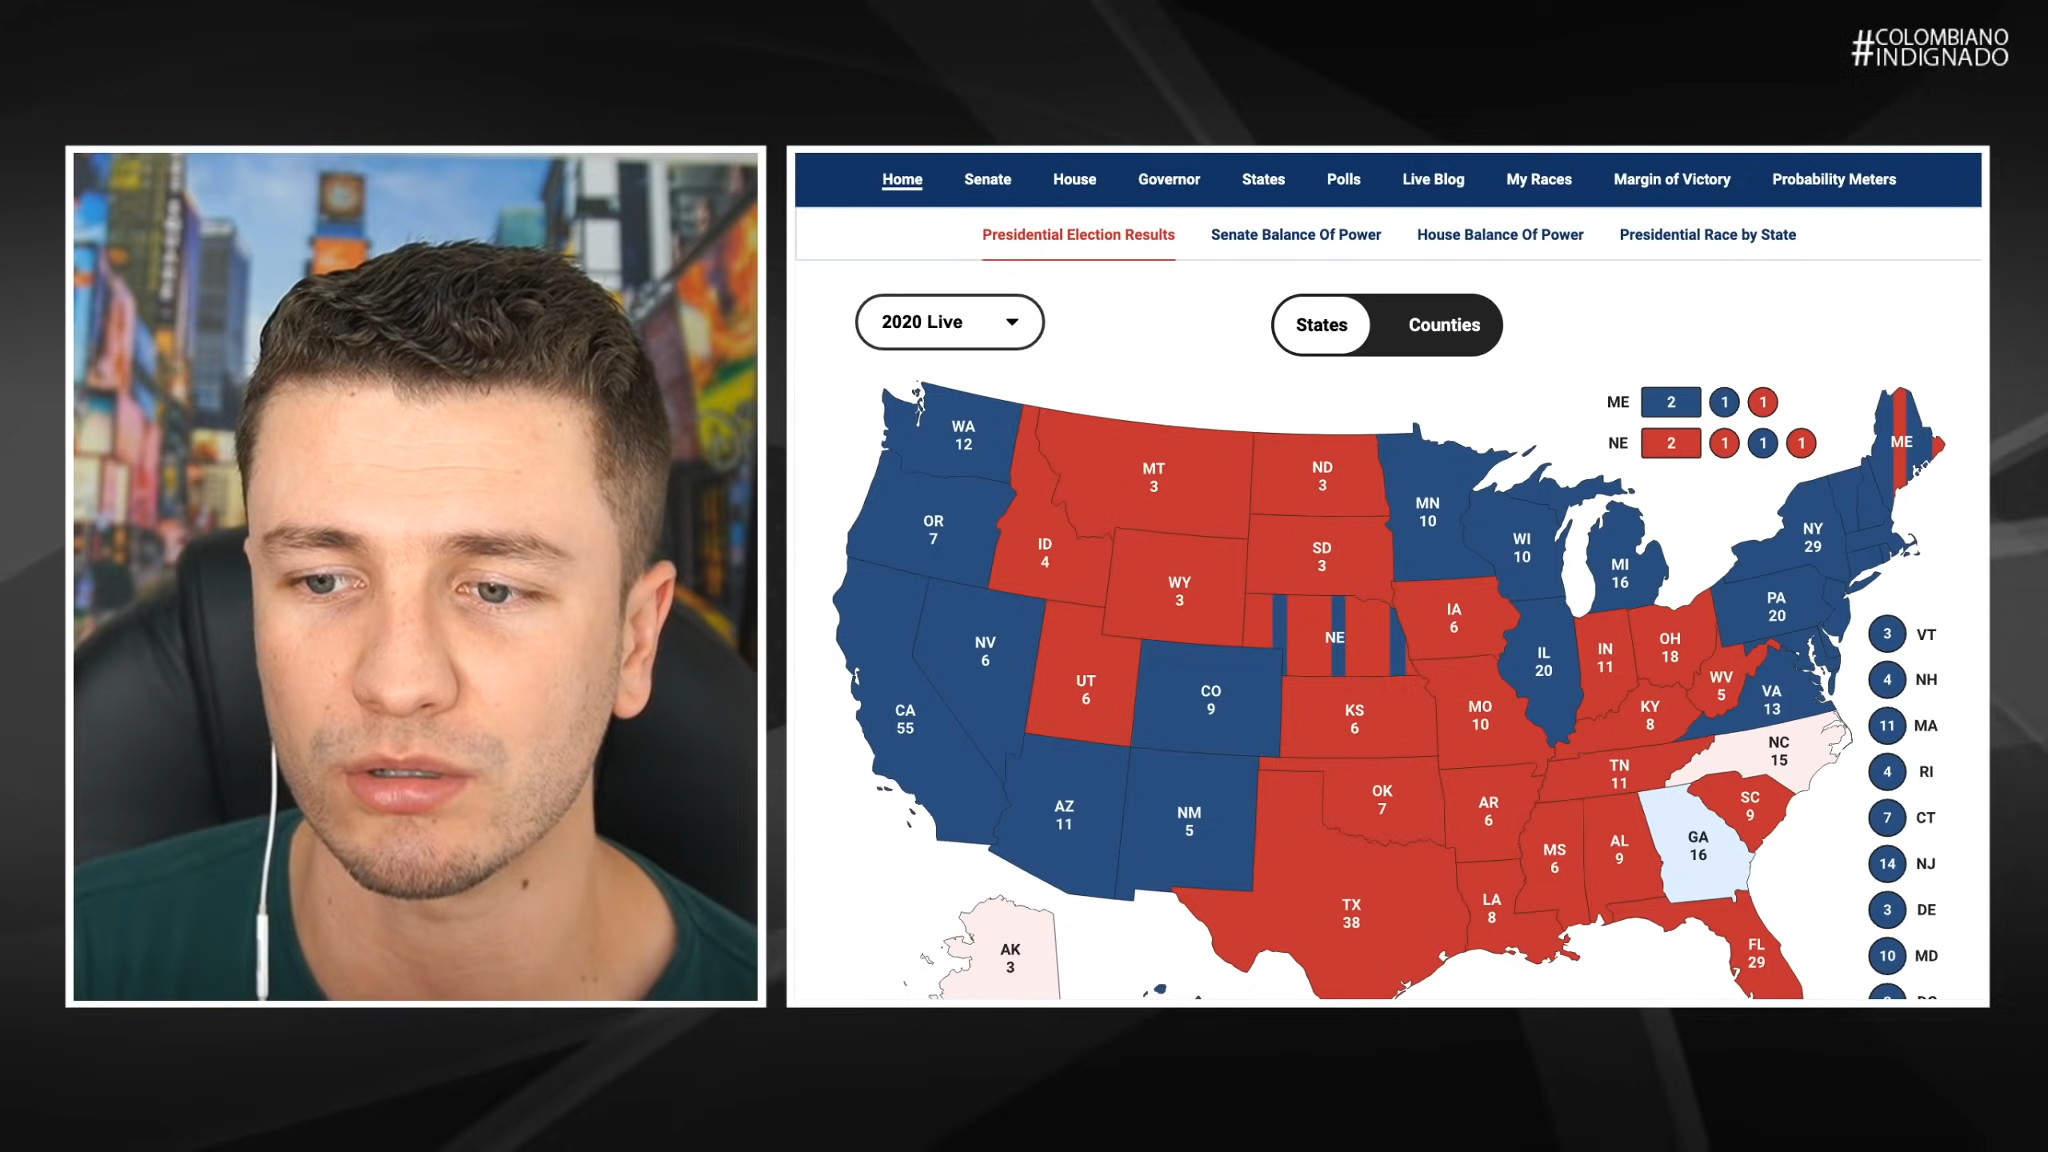 #COLOMBIANO
INDIGNADO
Home Senate House Governor States Polls Live Blog My Races Margin of Victory Probability Meters
Presidential Election Results Senate Balance Of Power House Balance Of Power Presidential Race by State
2020 Live
States Counties
ME 2 1 1
NE 2 1 1 1
WA
12
OR
7
CA
55
NV
6
ID
4
MT
3
WY
3
UT
6
AZ
11
CO
9
NM
5
ND
3
SD
3
NE
KS
6
OK
7
TX
38
MN
10
IA
6
MO
10
AR
6
LA
8
WI
10
IL
20
MI
16
IN
11
OH
18
KY
8
TN
11
MS
6
AL
9
GA
16
FL
29
SC
9
NC
15
VA
13
WV
5
PA
20
NY
29
ME
AK
3
3 VT
4 NH
11 MA
4 RI
7 CT
14 NJ
3 DE
10 MD